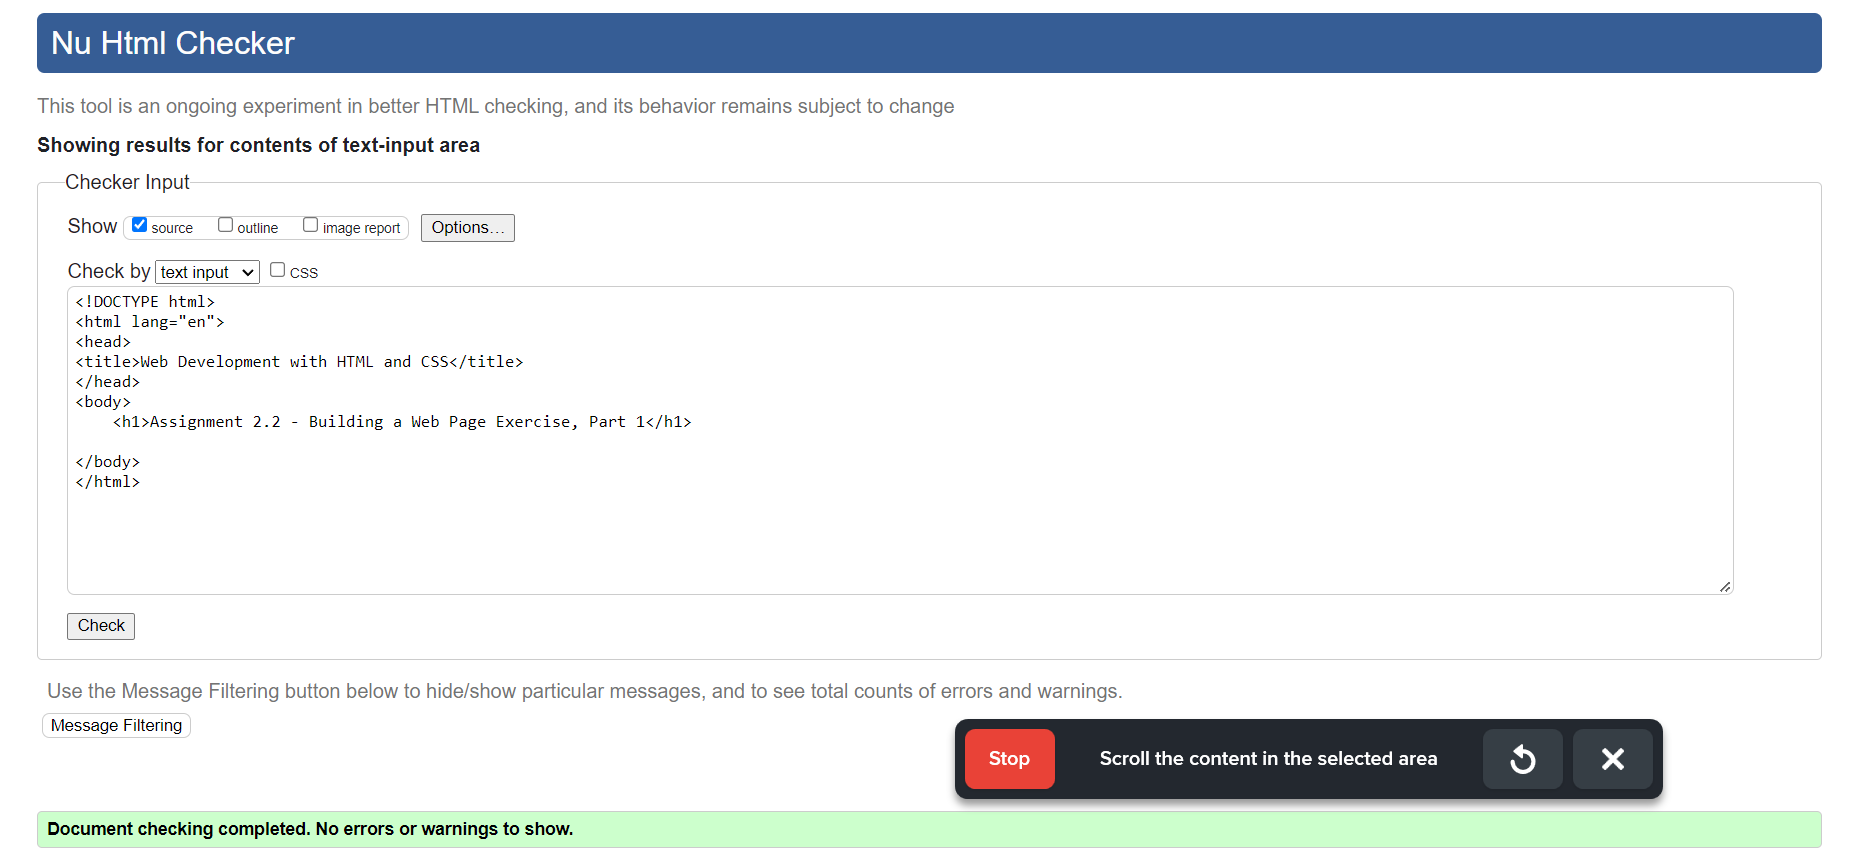 Nu Html Checker
This tool is an ongoing experiment in better HTML checking, and its behavior remains subject to change
Showing results for contents of text-input area
Checker Input
Show source outline image report Options...
Check by text input CSS
<!DOCTYPE html>
<html lang="en">
<head>
<title>Web Development with HTML and CSS</title>
</head>
<body>
    <h1>Assignment 2.2 - Building a Web Page Exercise, Part 1</h1>
</body>
</html>
Check
Use the Message Filtering button below to hide/show particular messages, and to see total counts of errors and warnings.
Message Filtering
Stop Scroll the content in the selected area
Document checking completed. No errors or warnings to show.